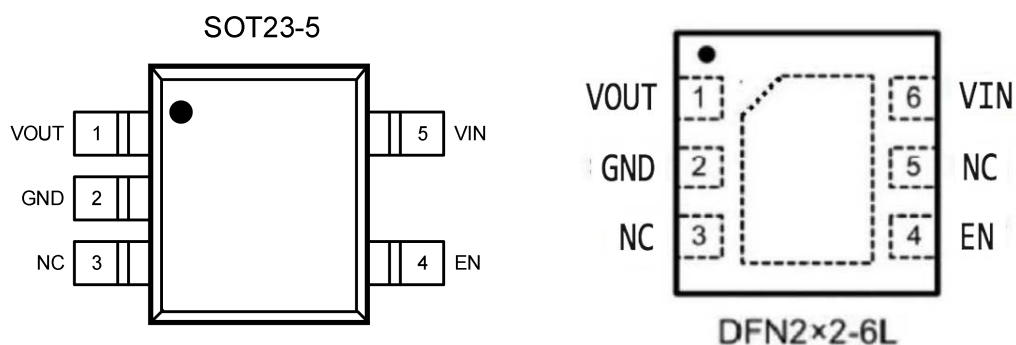 SOT23-5
VOUT 1
5 VIN
GND 2
NC 3
4 EN
VOUT 1
6 VIN
GND 2
5 NC
NC 3
4 EN
DFN2×2-6L